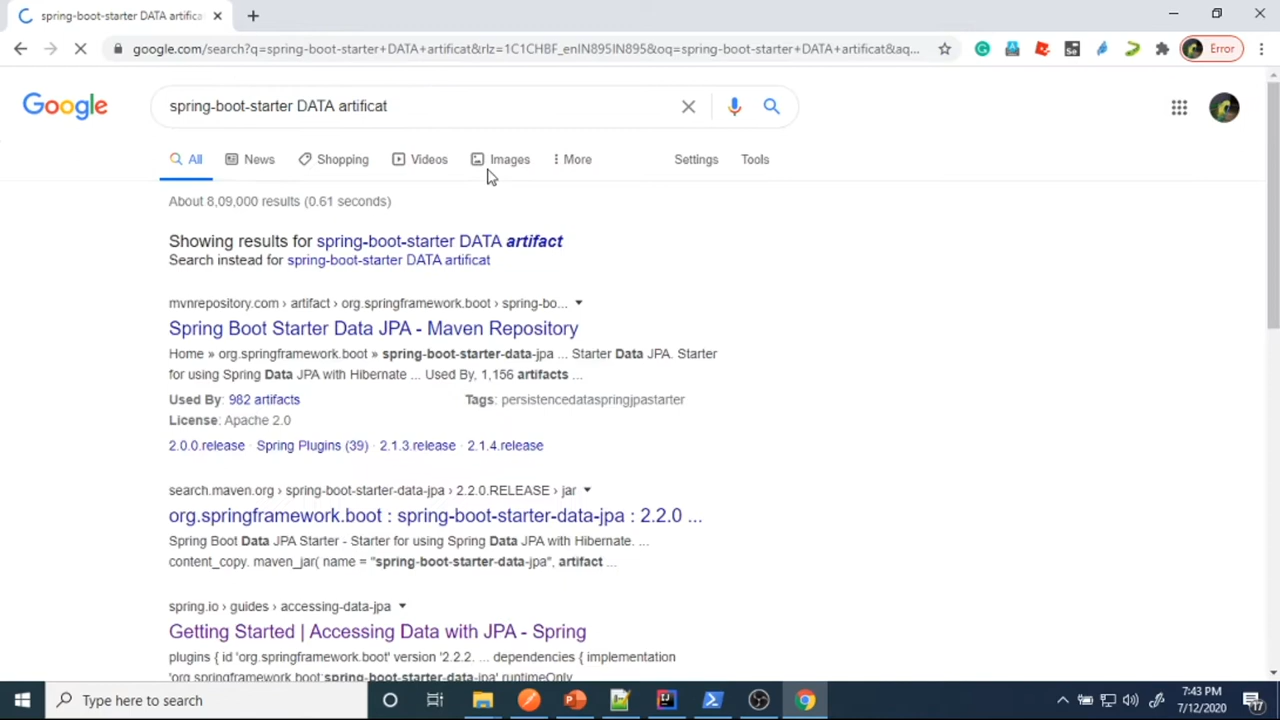 spring-boot-starter DATA artifica
google.com/search?q=spring-boot-starter+DATA+artificat&rlz=1C1CHBF_enIN895IN895&oq=spring-boot-starter+DATA+artificat&aq...
Error
Google
spring-boot-starter DATA artificat
All News Shopping Videos Images More Settings Tools
About 8,09,000 results (0.61 seconds)
Showing results for spring-boot-starter DATA artifact
Search instead for spring-boot-starter DATA artificat
mvnrepository.com › artifact › org.springframework.boot › spring-bo...
Spring Boot Starter Data JPA - Maven Repository
Home » org.springframework.boot » spring-boot-starter-data-jpa ... Starter Data JPA. Starter
for using Spring Data JPA with Hibernate ... Used By, 1,156 artifacts ...
Used By: 982 artifacts Tags: persistencedataspringjpastarter
License: Apache 2.0
2.0.0.release · Spring Plugins (39) · 2.1.3.release · 2.1.4.release
search.maven.org › spring-boot-starter-data-jpa › 2.2.0.RELEASE › jar
org.springframework.boot : spring-boot-starter-data-jpa : 2.2.0 ...
Spring Boot Data JPA Starter - Starter for using Spring Data JPA with Hibernate. ...
content_copy. maven_jar( name = "spring-boot-starter-data-jpa", artifact ...
spring.io › guides › accessing-data-jpa
Getting Started | Accessing Data with JPA - Spring
plugins { id 'org.springframework.boot' version '2.2.2. ... dependencies { implementation
'org.springframework.boot:spring-boot-starter-data-jpa' runtimeOnly
Type here to search
7:43 PM
7/12/2020
17